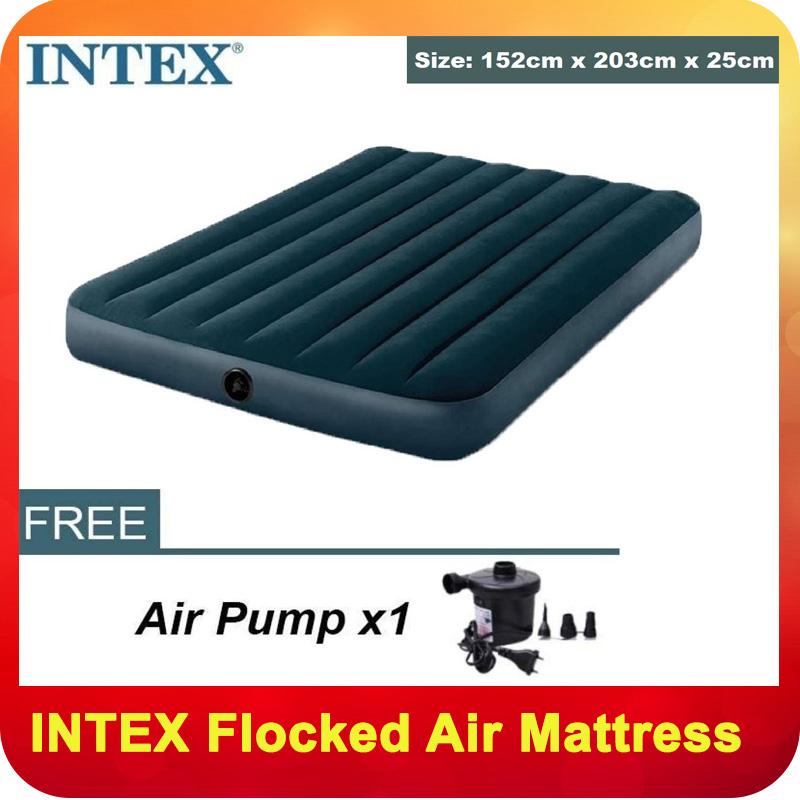 INTEX®
Size: 152cm x 203cm x 25cm
FREE
Air Pump x1
INTEX Flocked Air Mattress